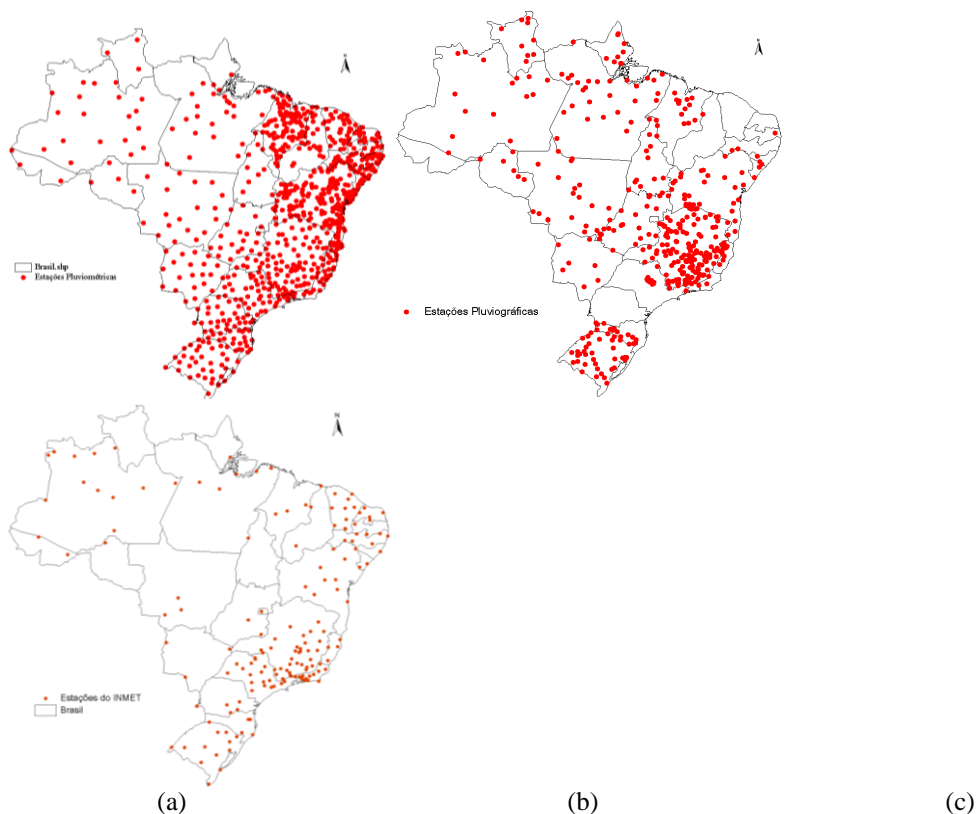 N
N
Brasil.shp
Estações Pluviométricas
Estações Pluviográficas
N
Estações do INMET
Brasil
(a) (b) (c)